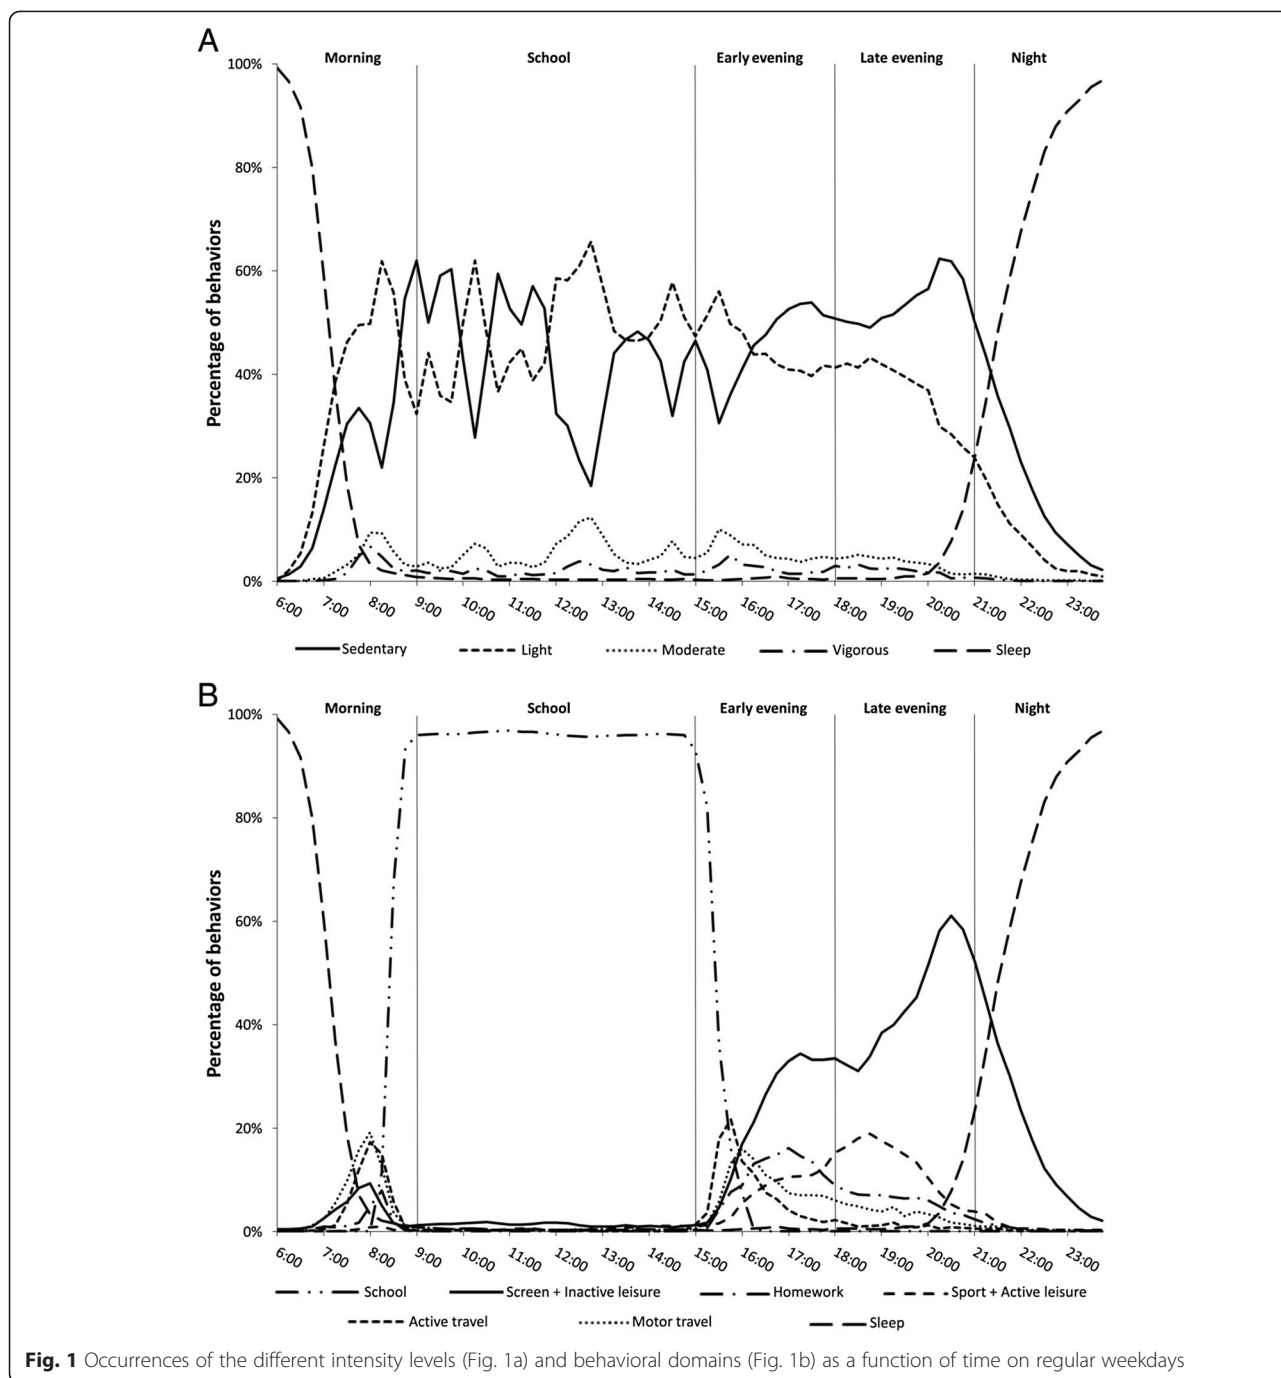 A
Morning School Early evening Late evening Night
100%
80%
60%
40%
20%
0%
Percentage of behaviors
6:00 7:00 8:00 9:00 10:00 11:00 12:00 13:00 14:00 15:00 16:00 17:00 18:00 19:00 20:00 21:00 22:00 23:00
Sedentary Light Moderate Vigorous Sleep
B
Morning School Early evening Late evening Night
100%
80%
60%
40%
20%
0%
Percentage of behaviors
6:00 7:00 8:00 9:00 10:00 11:00 12:00 13:00 14:00 15:00 16:00 17:00 18:00 19:00 20:00 21:00 22:00 23:00
School Screen + Inactive leisure Homework Sport + Active leisure
Active travel Motor travel Sleep
Fig. 1 Occurrences of the different intensity levels (Fig. 1a) and behavioral domains (Fig. 1b) as a function of time on regular weekdays